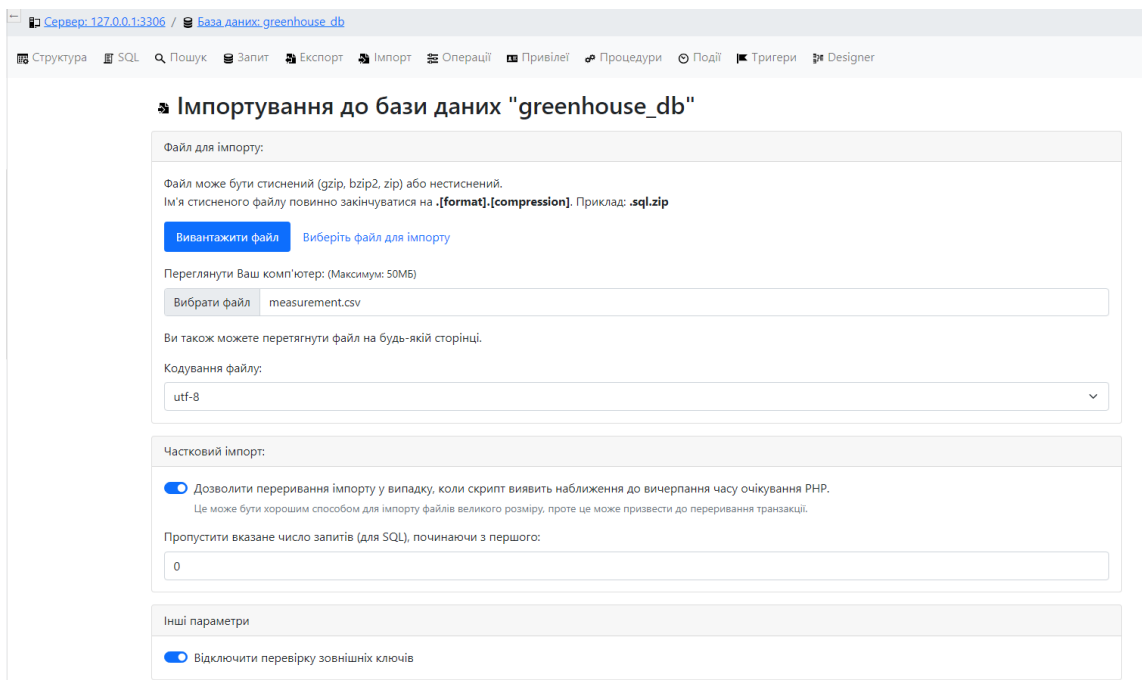 Сервер: 127.0.0.1:3306 / База даних: greenhouse_db
Структура SQL Пошук Запит Експорт Імпорт Операції Привілеї Процедури Події Тригери Designer
Імпортування до бази даних "greenhouse_db"
Файл для імпорту:
Файл може бути стиснений (gzip, bzip2, zip) або нестиснений.
Ім'я стисненого файлу повинно закінчуватися на .[format].[compression]. Приклад: .sql.zip
Вивантажити файл Виберіть файл для імпорту
Переглянути Ваш комп'ютер: (Максимум: 50МБ)
Вибрати файл measurement.csv
Ви також можете перетягнути файл на будь-якій сторінці.
Кодування файлу:
utf-8
Частковий імпорт:
Дозволити переривання імпорту у випадку, коли скрипт виявить наближення до вичерпання часу очікування PHP.
Це може бути хорошим способом для імпорту файлів великого розміру, проте це може призвести до переривання транзакції.
Пропустити вказане число запитів (для SQL), починаючи з першого:
0
Інші параметри
Відключити перевірку зовнішніх ключів